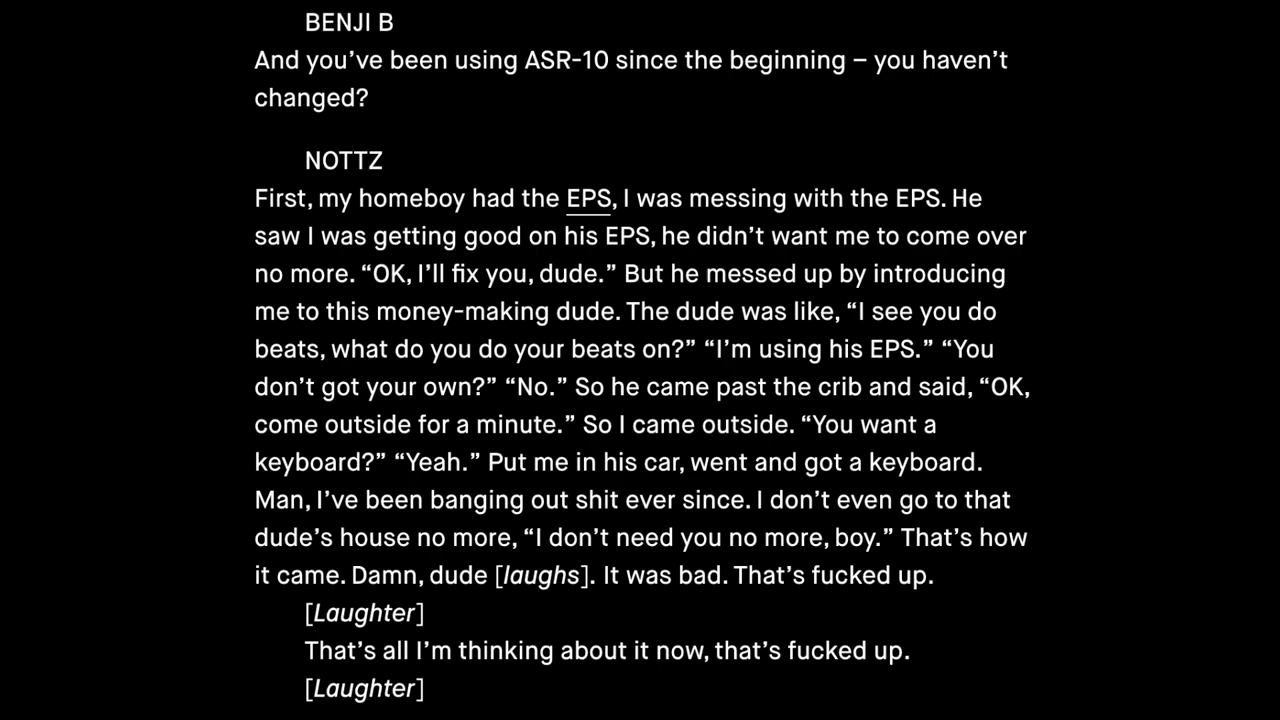 BENJI B
And you’ve been using ASR-10 since the beginning – you haven’t
changed?
NOTTZ
First, my homeboy had the EPS, I was messing with the EPS. He
saw I was getting good on his EPS, he didn’t want me to come over
no more. “OK, I’ll fix you, dude.” But he messed up by introducing
me to this money-making dude. The dude was like, “I see you do
beats, what do you do your beats on?” “I’m using his EPS.” “You
don’t got your own?” “No.” So he came past the crib and said, “OK,
come outside for a minute.” So I came outside. “You want a
keyboard?” “Yeah.” Put me in his car, went and got a keyboard.
Man, I’ve been banging out shit ever since. I don’t even go to that
dude’s house no more, “I don’t need you no more, boy.” That’s how
it came. Damn, dude [laughs]. It was bad. That’s fucked up.
[Laughter]
That’s all I’m thinking about it now, that’s fucked up.
[Laughter]